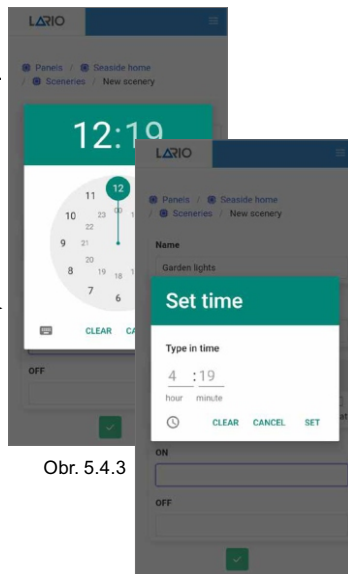 LARIO
Panels / Seaside home
/ Sceneries / New scenery
12:19
11 12
10 23 00
22
9 21
20
8 19 18
7 6
CLEAR
OFF
Obr. 5.4.3
LARIO
Panels / Seaside home
/ Sceneries / New scenery
Name
Garden lights
Set time
Type in time
4 :19
hour minute
CLEAR CANCEL SET
ON
OFF